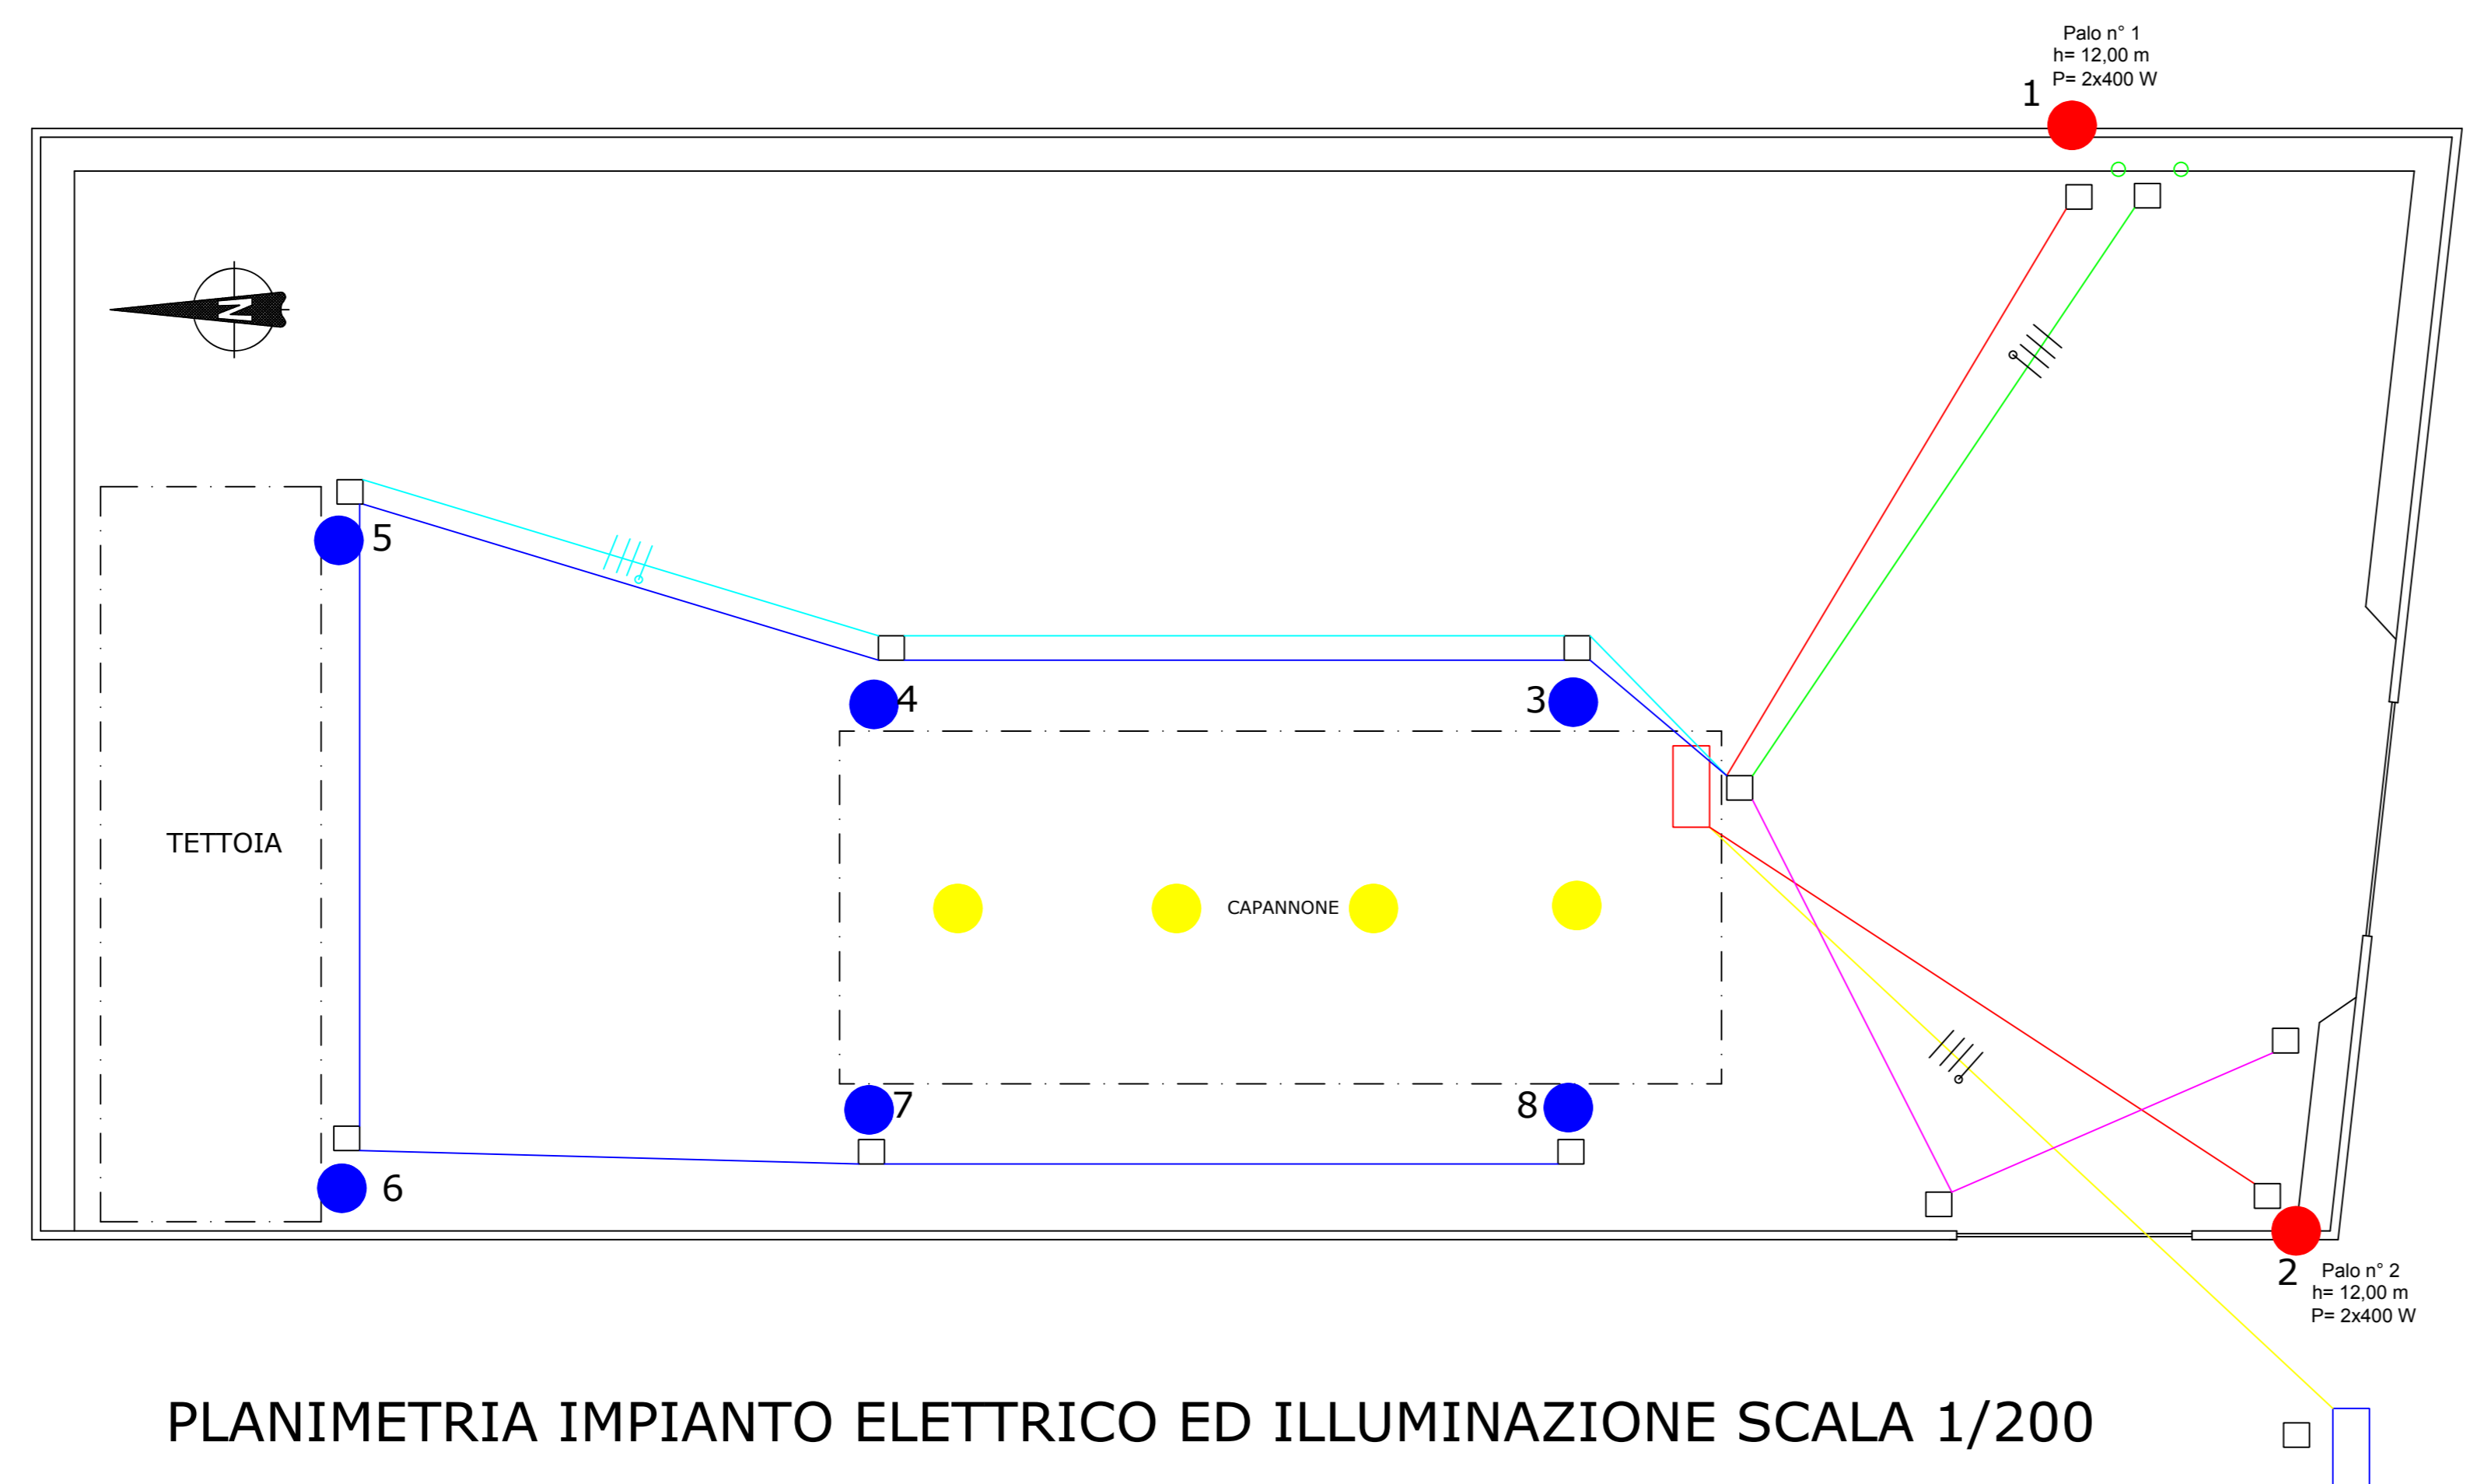 Palo n° 1
h= 12,00 m
P= 2x400 W
1
N
5
4
3
TETTOIA
CAPANNONE
7
8
6
2
Palo n° 2
h= 12,00 m
P= 2x400 W
PLANIMETRIA IMPIANTO ELETTRICO ED ILLUMINAZIONE SCALA 1/200